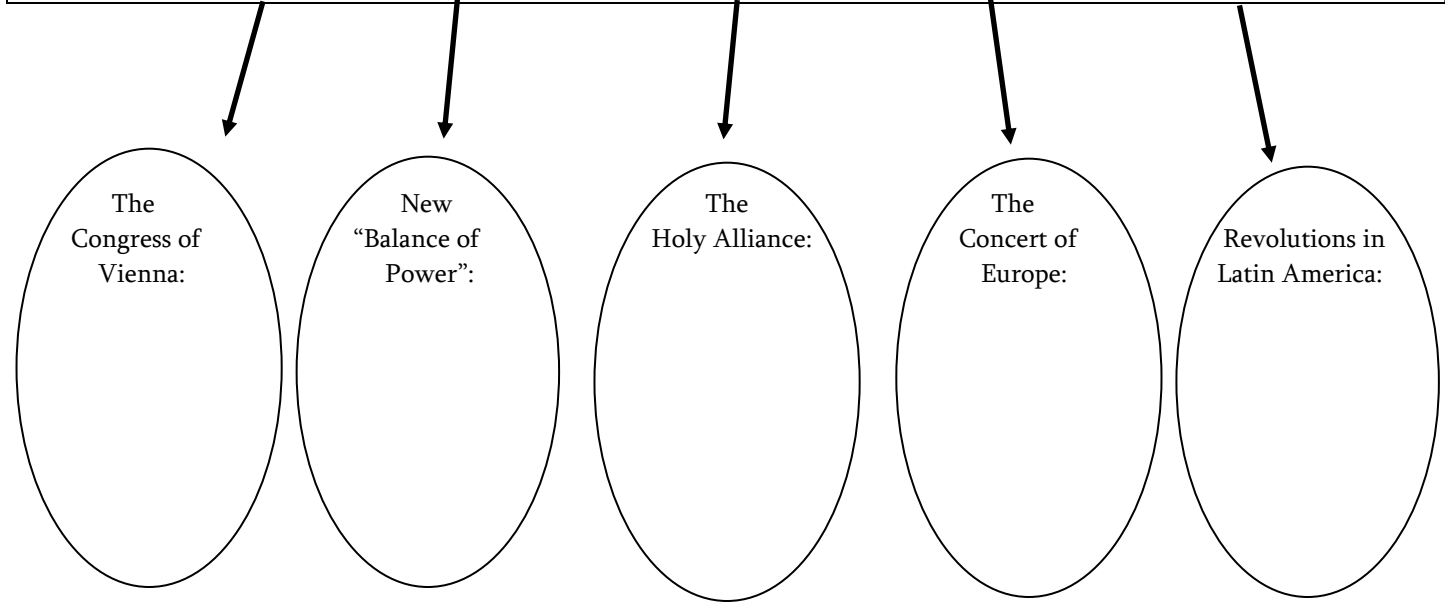 The
Congress of
Vienna:
New
“Balance of
Power”:
The
Holy Alliance:
The
Concert of
Europe:
Revolutions in
Latin America: